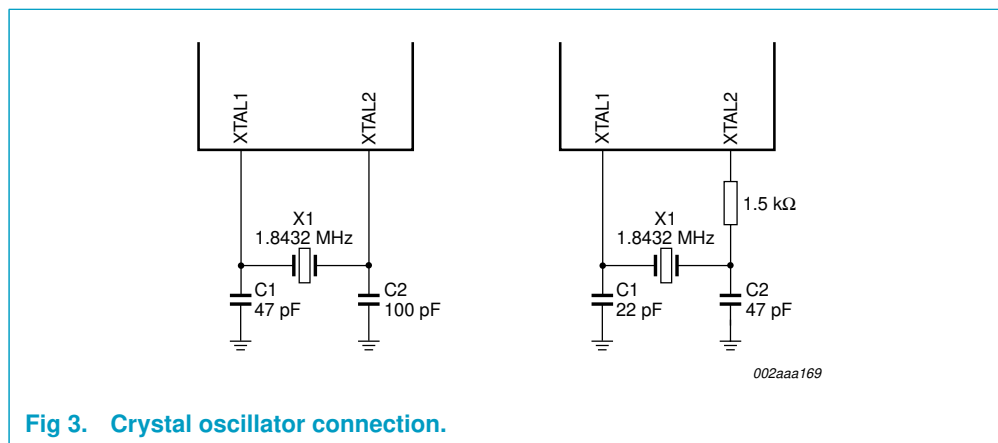 XTAL1
XTAL2
X1
1.8432 MHz
C1
47 pF
C2
100 pF
XTAL1
XTAL2
1.5 kΩ
X1
1.8432 MHz
C1
22 pF
C2
47 pF
002aaa169
Fig 3. Crystal oscillator connection.